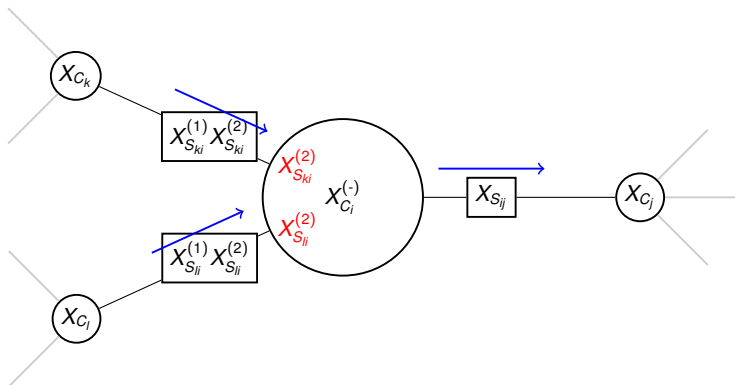 X_{C_k}
X_{S_{ki}}^{(1)} X_{S_{ki}}^{(2)}
X_{S_{ki}}^{(2)}
X_{C_i}^{(-)}
X_{S_{ij}}
X_{C_j}
X_{S_{li}}^{(2)}
X_{S_{li}}^{(1)} X_{S_{li}}^{(2)}
X_{C_l}